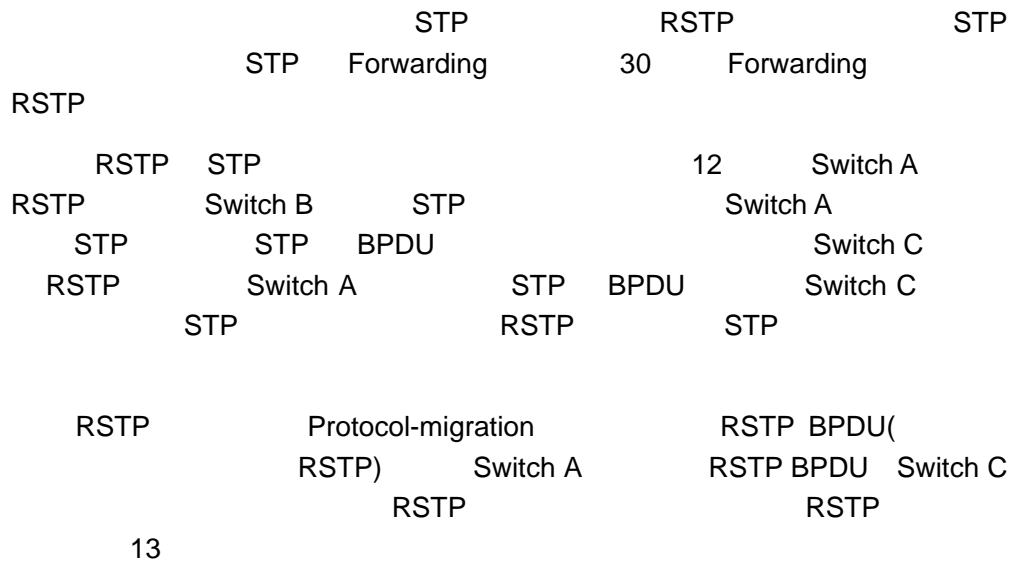 STP RSTP STP
STP Forwarding 30 Forwarding
RSTP
RSTP STP 12 Switch A
RSTP Switch B STP Switch A
STP STP BPDU Switch C
RSTP Switch A STP BPDU Switch C
STP RSTP STP
RSTP Protocol-migration RSTP BPDU(
RSTP) Switch A RSTP BPDU Switch C
RSTP RSTP
13